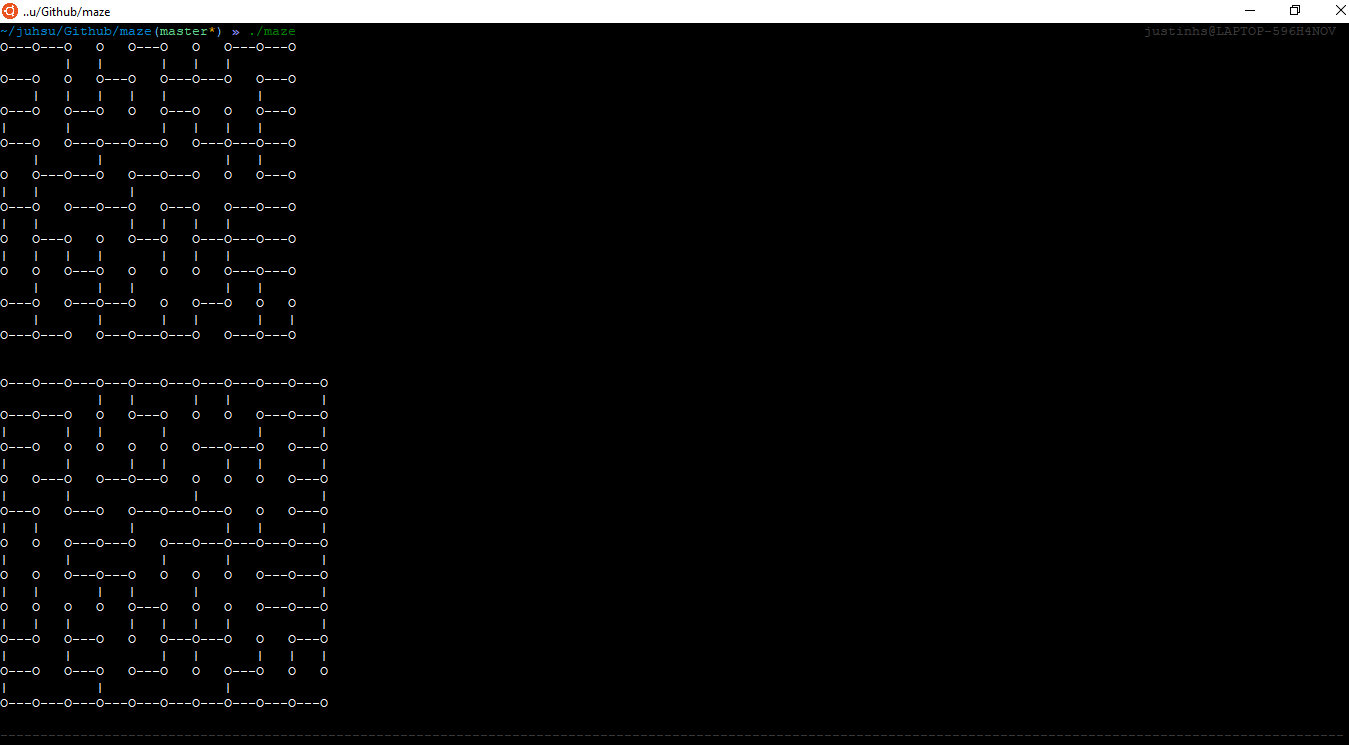 ..u/Github/maze
~/juhsu/Github/maze(master*) » ./maze justinhs@LAPTOP-596H4NOV
o---o---o   o   o---o   o   o---o---o
        |   |       |   |   |
o---o   o   o---o   o---o---o   o---o
    |   |   |   |   |           |
o---o   o---o   o   o---o   o   o---o
|       |           |   |   |   |
o---o   o---o---o---o   o---o   o---o
    |       |               |   |
o   o---o---o   o---o---o   o   o---o
|   |           |
o---o   o---o---o   o---o   o---o---o
|   |           |   |   |   |
o   o---o   o   o---o   o---o---o---o
|   |   |   |       |   |   |
o   o   o---o   o   o   o   o---o---o
    |       |   |   |   |   |   |
o---o   o---o---o   o   o---o   o   o
    |       |       |   |       |   |
o---o---o   o---o---o---o   o---o---o
o---o---o---o---o---o---o---o---o---o---o
            |   |       |   |           |
o---o---o   o   o---o   o   o   o---o---o
|       |   |       |           |       |
o---o   o   o   o   o   o---o---o   o---o
|               |   |       |   |       |
o   o---o   o---o---o   o   o   o   o---o
|       |               |               |
o---o   o---o   o---o---o---o   o   o---o
|   |           |           |   |       |
o   o   o---o---o   o---o---o---o---o---o
|       |           |       |           |
o   o   o---o---o   o   o   o   o---o---o
|   |       |   |       |   |           |
o   o   o   o   o---o   o   o   o---o---o
|   |   |       |   |   |   |           |
o---o   o---o   o   o---o---o   o   o---o
|       |           |   |       |   |   |
o---o   o---o   o---o   o   o---o   o   o
|           |               |
o---o---o---o---o---o---o---o---o---o---o